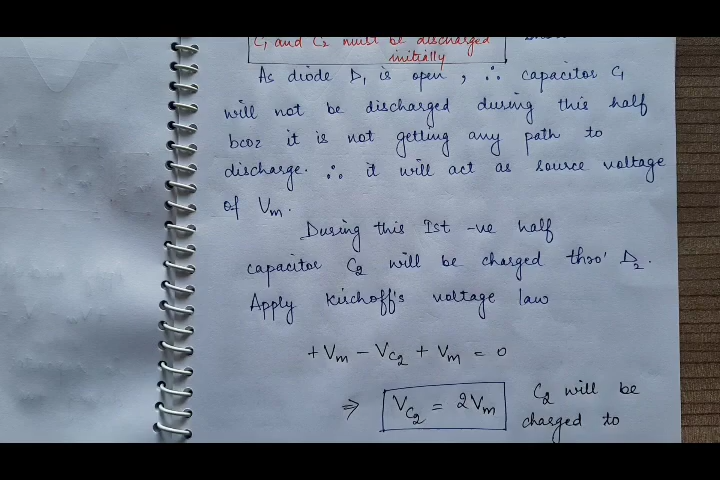 C₁ and C₂ must be discharged
initially
As diode D₁ is open, ∴ capacitor C₁
will not be discharged during this half
bcoz it is not getting any path to
discharge. ∴ it will act as source voltage
of Vm.
During this Ist -ve half
capacitor C₂ will be charged thro' D₂.
Apply Kirchoff's voltage law
+Vm - VC₂ + Vm = 0
⇒ VC₂ = 2Vm C₂ will be
charged to